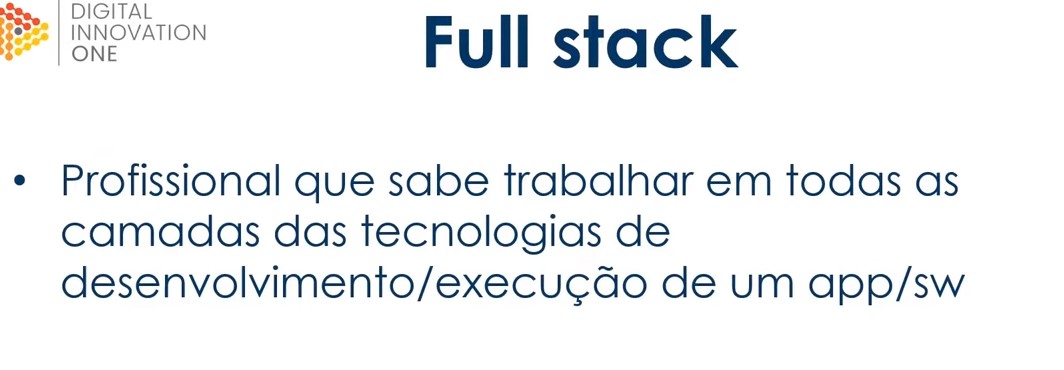 DIGITAL
INNOVATION
ONE
Full stack
• Profissional que sabe trabalhar em todas as
camadas das tecnologias de
desenvolvimento/execução de um app/sw